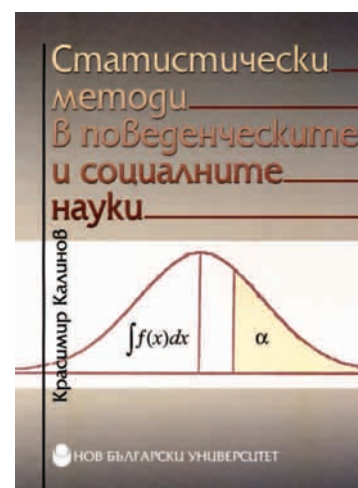 Статистически
методи
в поведенческите
и социалните
науки
Красимир Калинов
∫f(x)dx
α
НОВ БЪЛГАРСКИ УНИВЕРСИТЕТ